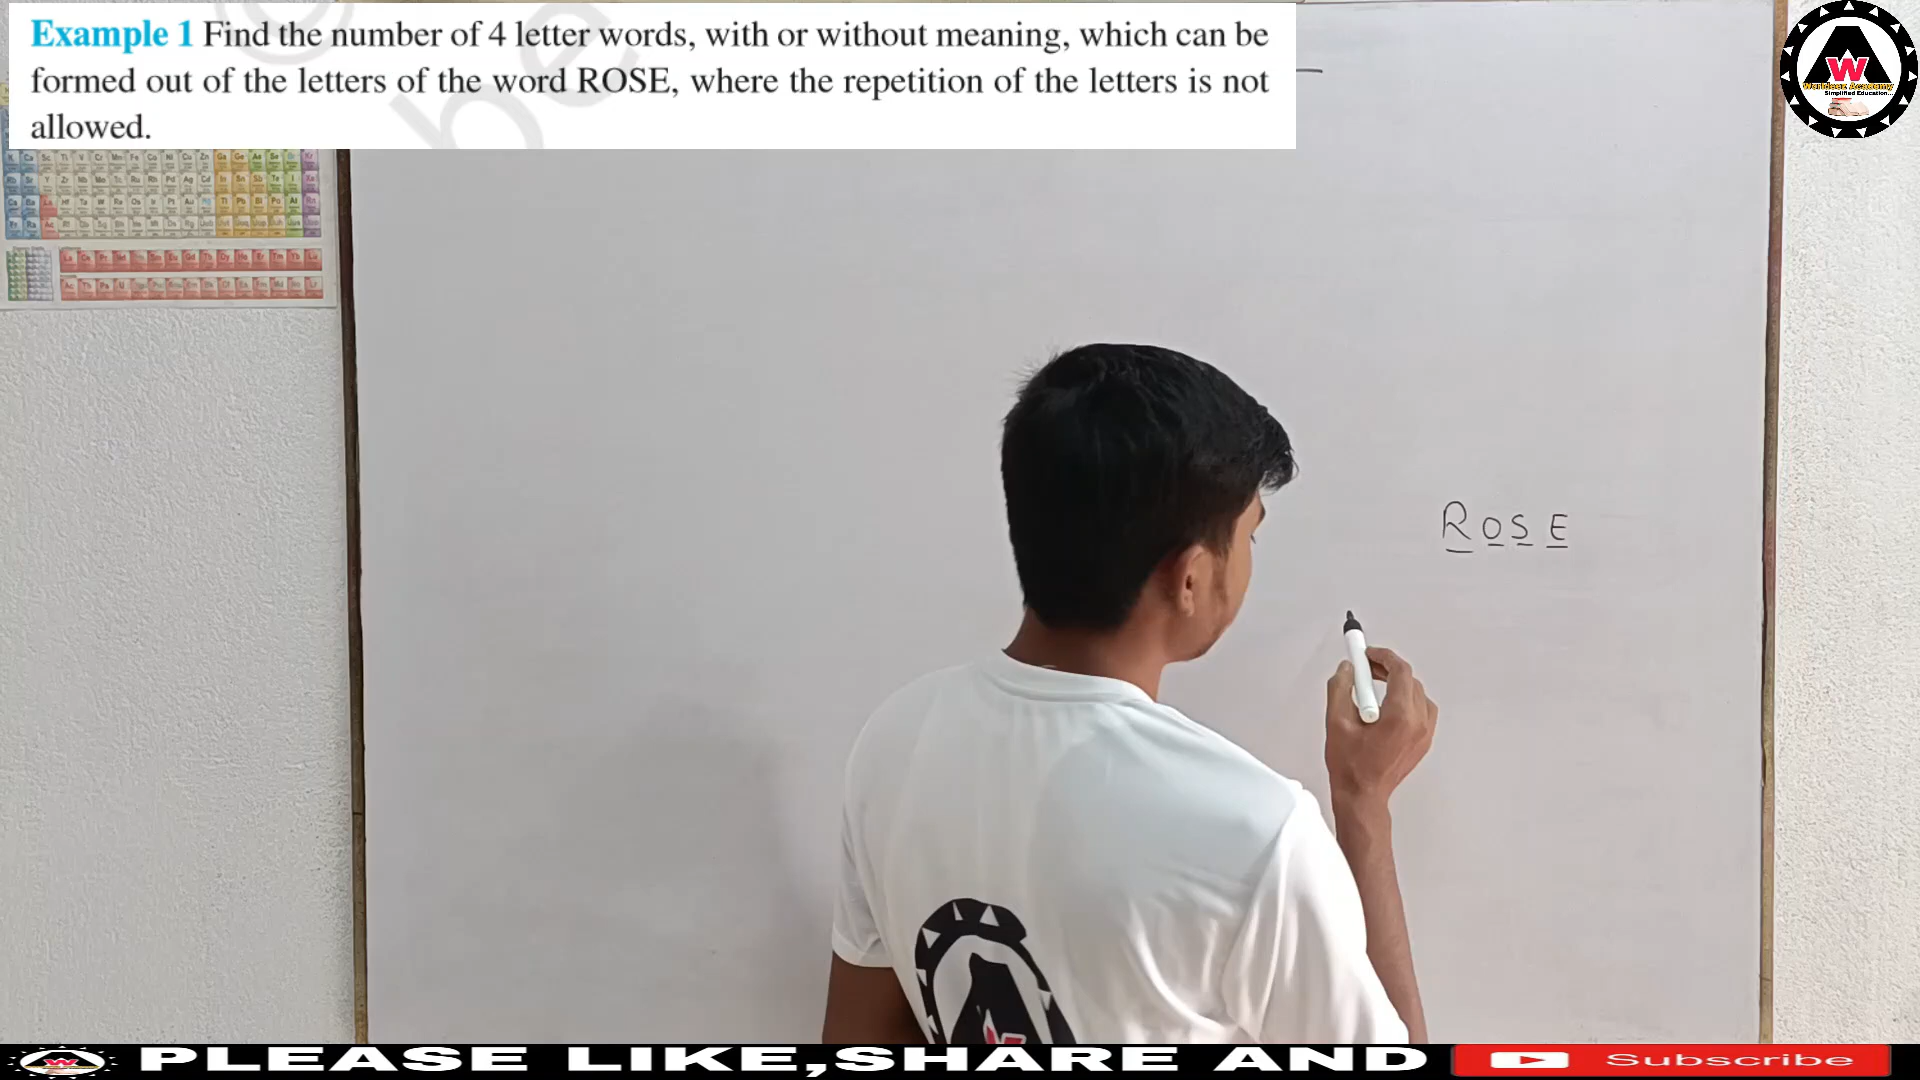 Example 1 Find the number of 4 letter words, with or without meaning, which can be
formed out of the letters of the word ROSE, where the repetition of the letters is not
allowed.
W
Simplified Education...
ROSE
PLEASE LIKE,SHARE AND
Subscribe